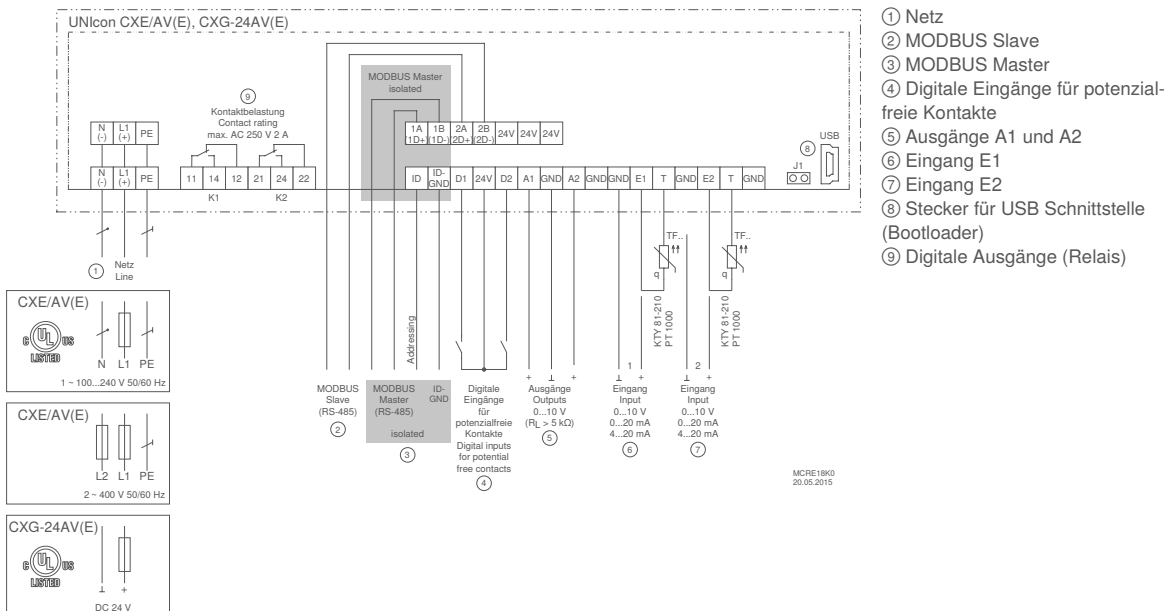 UNIcon CXE/AV(E), CXG-24AV(E)
MODBUS Master
isolated
⑨
Kontaktbelastung
Contact rating
max. AC 250 V 2 A
N
(-)
L1
(+)
PE
1A
(1D+)
1B
(1D-)
2A
(2D+)
2B
(2D-)
24V
24V
24V
⑧
USB
J1
N
(-)
L1
(+)
PE
11
14
12
21
24
22
ID
ID-
GND
D1
24V
D2
A1
GND
A2
GND
GND
E1
T
GND
E2
T
GND
K1
K2
①
Netz
Line
Addressing
TF..
q
KTY 81-210
PT 1000
TF..
q
KTY 81-210
PT 1000
MODBUS
Slave
(RS-485)
②
MODBUS
Master
(RS-485)
ID-
GND
isolated
③
Digitale
Eingänge
für
potenzialfreie
Kontakte
Digital inputs
for potential
free contacts
④
+ ⊥ +
Ausgänge
Outputs
0...10 V
(RL > 5 kΩ)
⑤
1
⊥ +
Eingang
Input
0...10 V
0...20 mA
4...20 mA
⑥
2
⊥ +
Eingang
Input
0...10 V
0...20 mA
4...20 mA
⑦
MCRE18K0
20.05.2015
CXE/AV(E)
C UL US
LISTED
N L1 PE
1 ~ 100...240 V 50/60 Hz
CXE/AV(E)
L2 L1 PE
2 ~ 400 V 50/60 Hz
CXG-24AV(E)
C UL US
LISTED
⊥ +
DC 24 V
① Netz
② MODBUS Slave
③ MODBUS Master
④ Digitale Eingänge für potenzial-
freie Kontakte
⑤ Ausgänge A1 und A2
⑥ Eingang E1
⑦ Eingang E2
⑧ Stecker für USB Schnittstelle
(Bootloader)
⑨ Digitale Ausgänge (Relais)